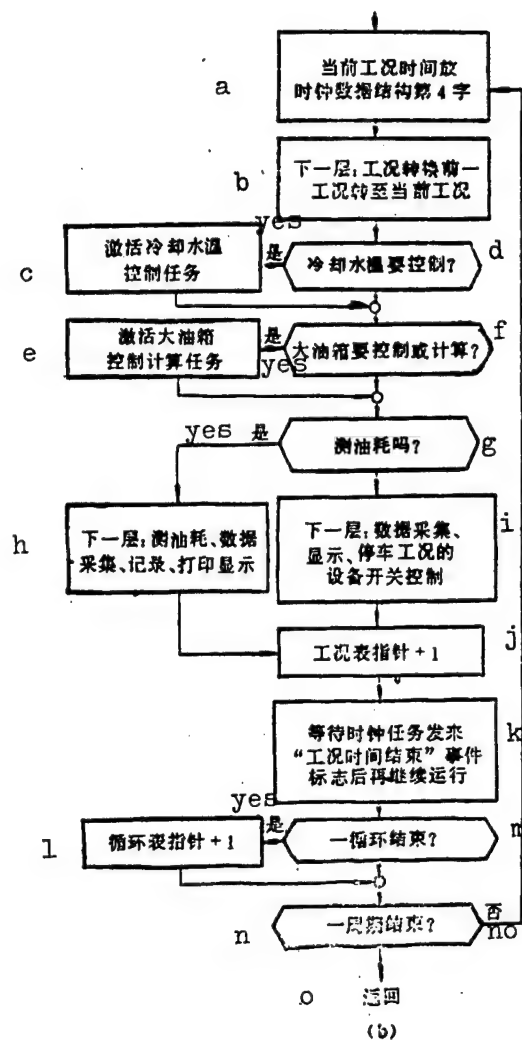 a
当前工况时间放
时钟数据结构第4字
b
下一层:工况转换前一
工况转至当前工况
yes
c
激活冷却水温
控制任务
是
冷却水温要控制?
d
e
激活大油箱
控制计算任务
是
yes
大油箱要控制或计算?
f
yes 是
测油耗吗?
g
h
下一层:测油耗、数据
采集、记录、打印显示
下一层:数据采集、
显示、停车工况的
设备开关控制
i
工况表指针+1
j
等待时钟任务发来
“工况时间结束”事件
标志后再继续运行
k
yes
l
循环表指针+1
是
一循环结束?
m
n
一周期结束?
否
no
o
返回
(b)